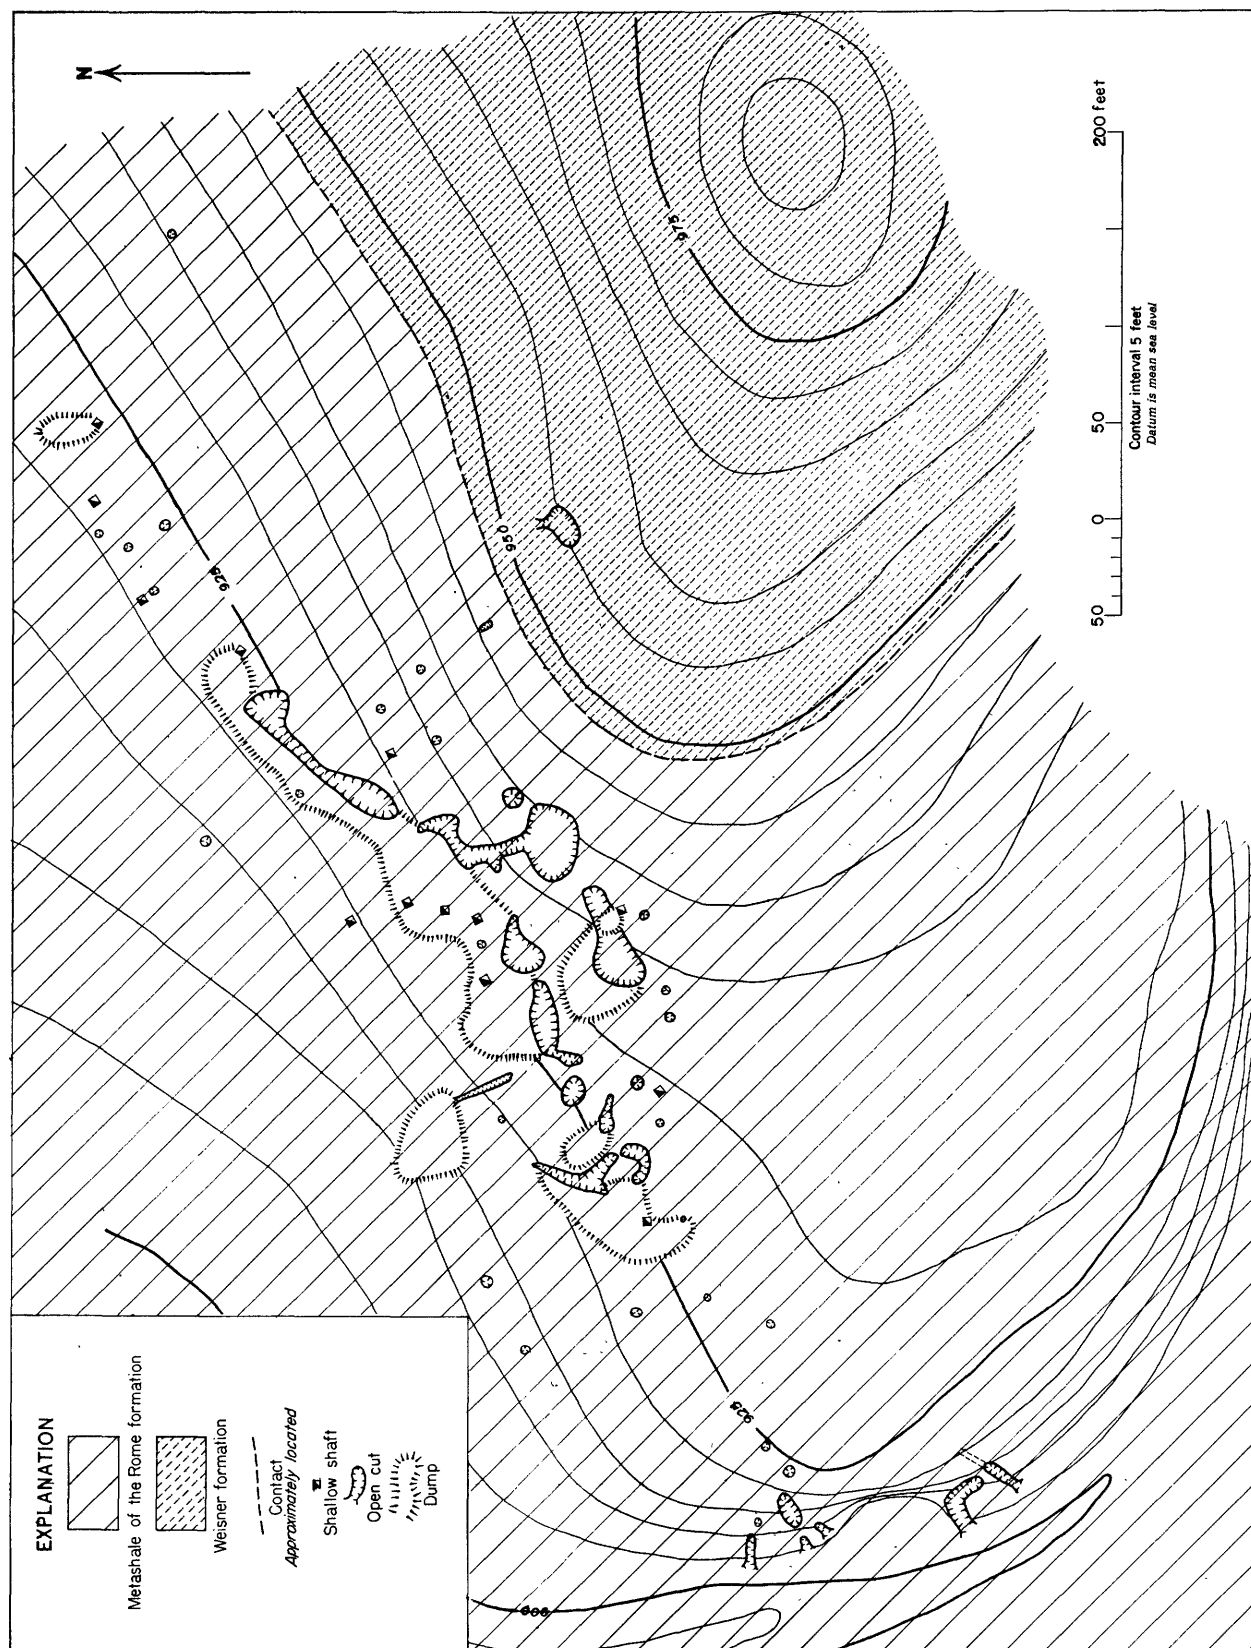 EXPLANATION
Metashale of the Rome formation
Weisner formation
Contact
Approximately located
Shallow shaft
Open cut
Dump
N
925
950
975
925
900
50 0 50 200 feet
Contour interval 5 feet
Datum is mean sea level